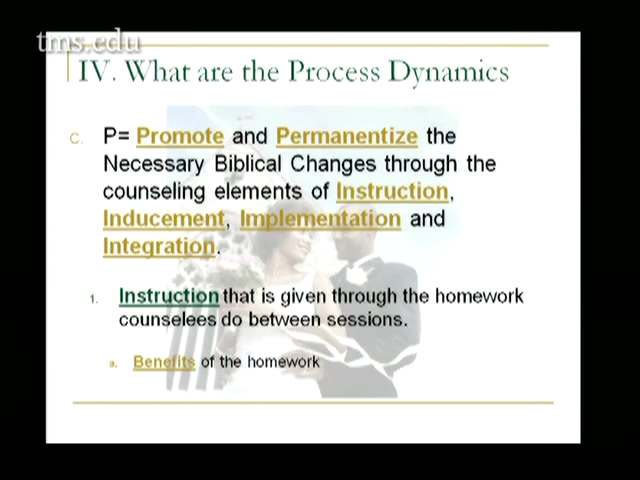 tms.edu
IV. What are the Process Dynamics
C. P= Promote and Permanentize the
Necessary Biblical Changes through the
counseling elements of Instruction,
Inducement, Implementation and
Integration.
1. Instruction that is given through the homework
counselees do between sessions.
a. Benefits of the homework